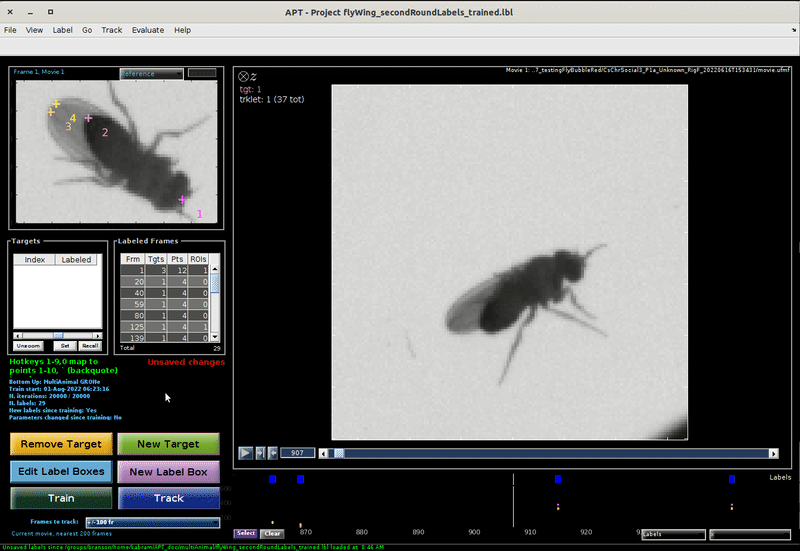 APT - Project flyWing_secondRoundLabels_trained.lbl
File View Label Go Track Evaluate Help
Frame 1, Movie 1
Reference
Movie 1: ..7_testingFlyBubbleRed/CsChrSocial3_P1a_Unknown_RigF_20220616T153431/movie.ufmf
tgt: 1
trklet: 1 (37 tot)
4
3
2
1
Targets
Index Labeled
Unzoom Set Recall
Labeled Frames
Frm Tgts Pts ROIs
1 3 12 1
20 1 4 0
40 1 4 0
59 1 4 0
80 1 4 0
125 1 4 1
139 1 4 0
Total 29
Hotkeys 1-9,0 map to
points 1-10, ` (backquote)
Unsaved changes
Bottom Up: MultiAnimal GRONe
Train start: 01-Aug-2022 06:23:16
N. iterations: 20000 / 20000
N. labels: 29
New labels since training: Yes
Parameters changed since training: No
Remove Target New Target
Edit Label Boxes New Label Box
Train Track
Frames to track: +/-100 fr
Current movie, nearest 200 frames
907
Labels
Select Clear
870 880 890 900 910 920
Labels x
Unsaved labels since /groups/branson/home/kabram/APT_doc/multiAnimal/flyWing_secondRoundLabels_trained.lbl loaded at